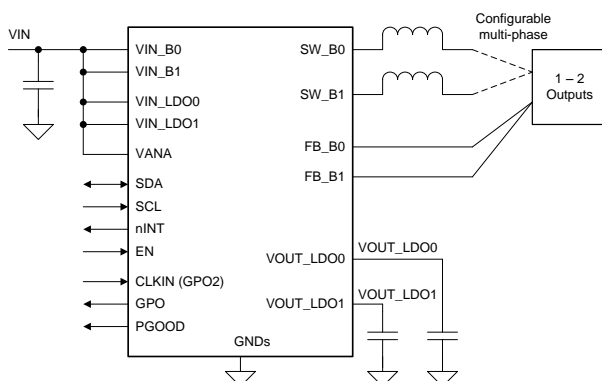 VIN
VIN_B0
VIN_B1
VIN_LDO0
VIN_LDO1
VANA
SDA
SCL
nINT
EN
CLKIN (GPO2)
GPO
PGOOD
GNDs
SW_B0
SW_B1
FB_B0
FB_B1
VOUT_LDO0
VOUT_LDO1
VOUT_LDO0
VOUT_LDO1
Configurable
multi-phase
1 – 2
Outputs